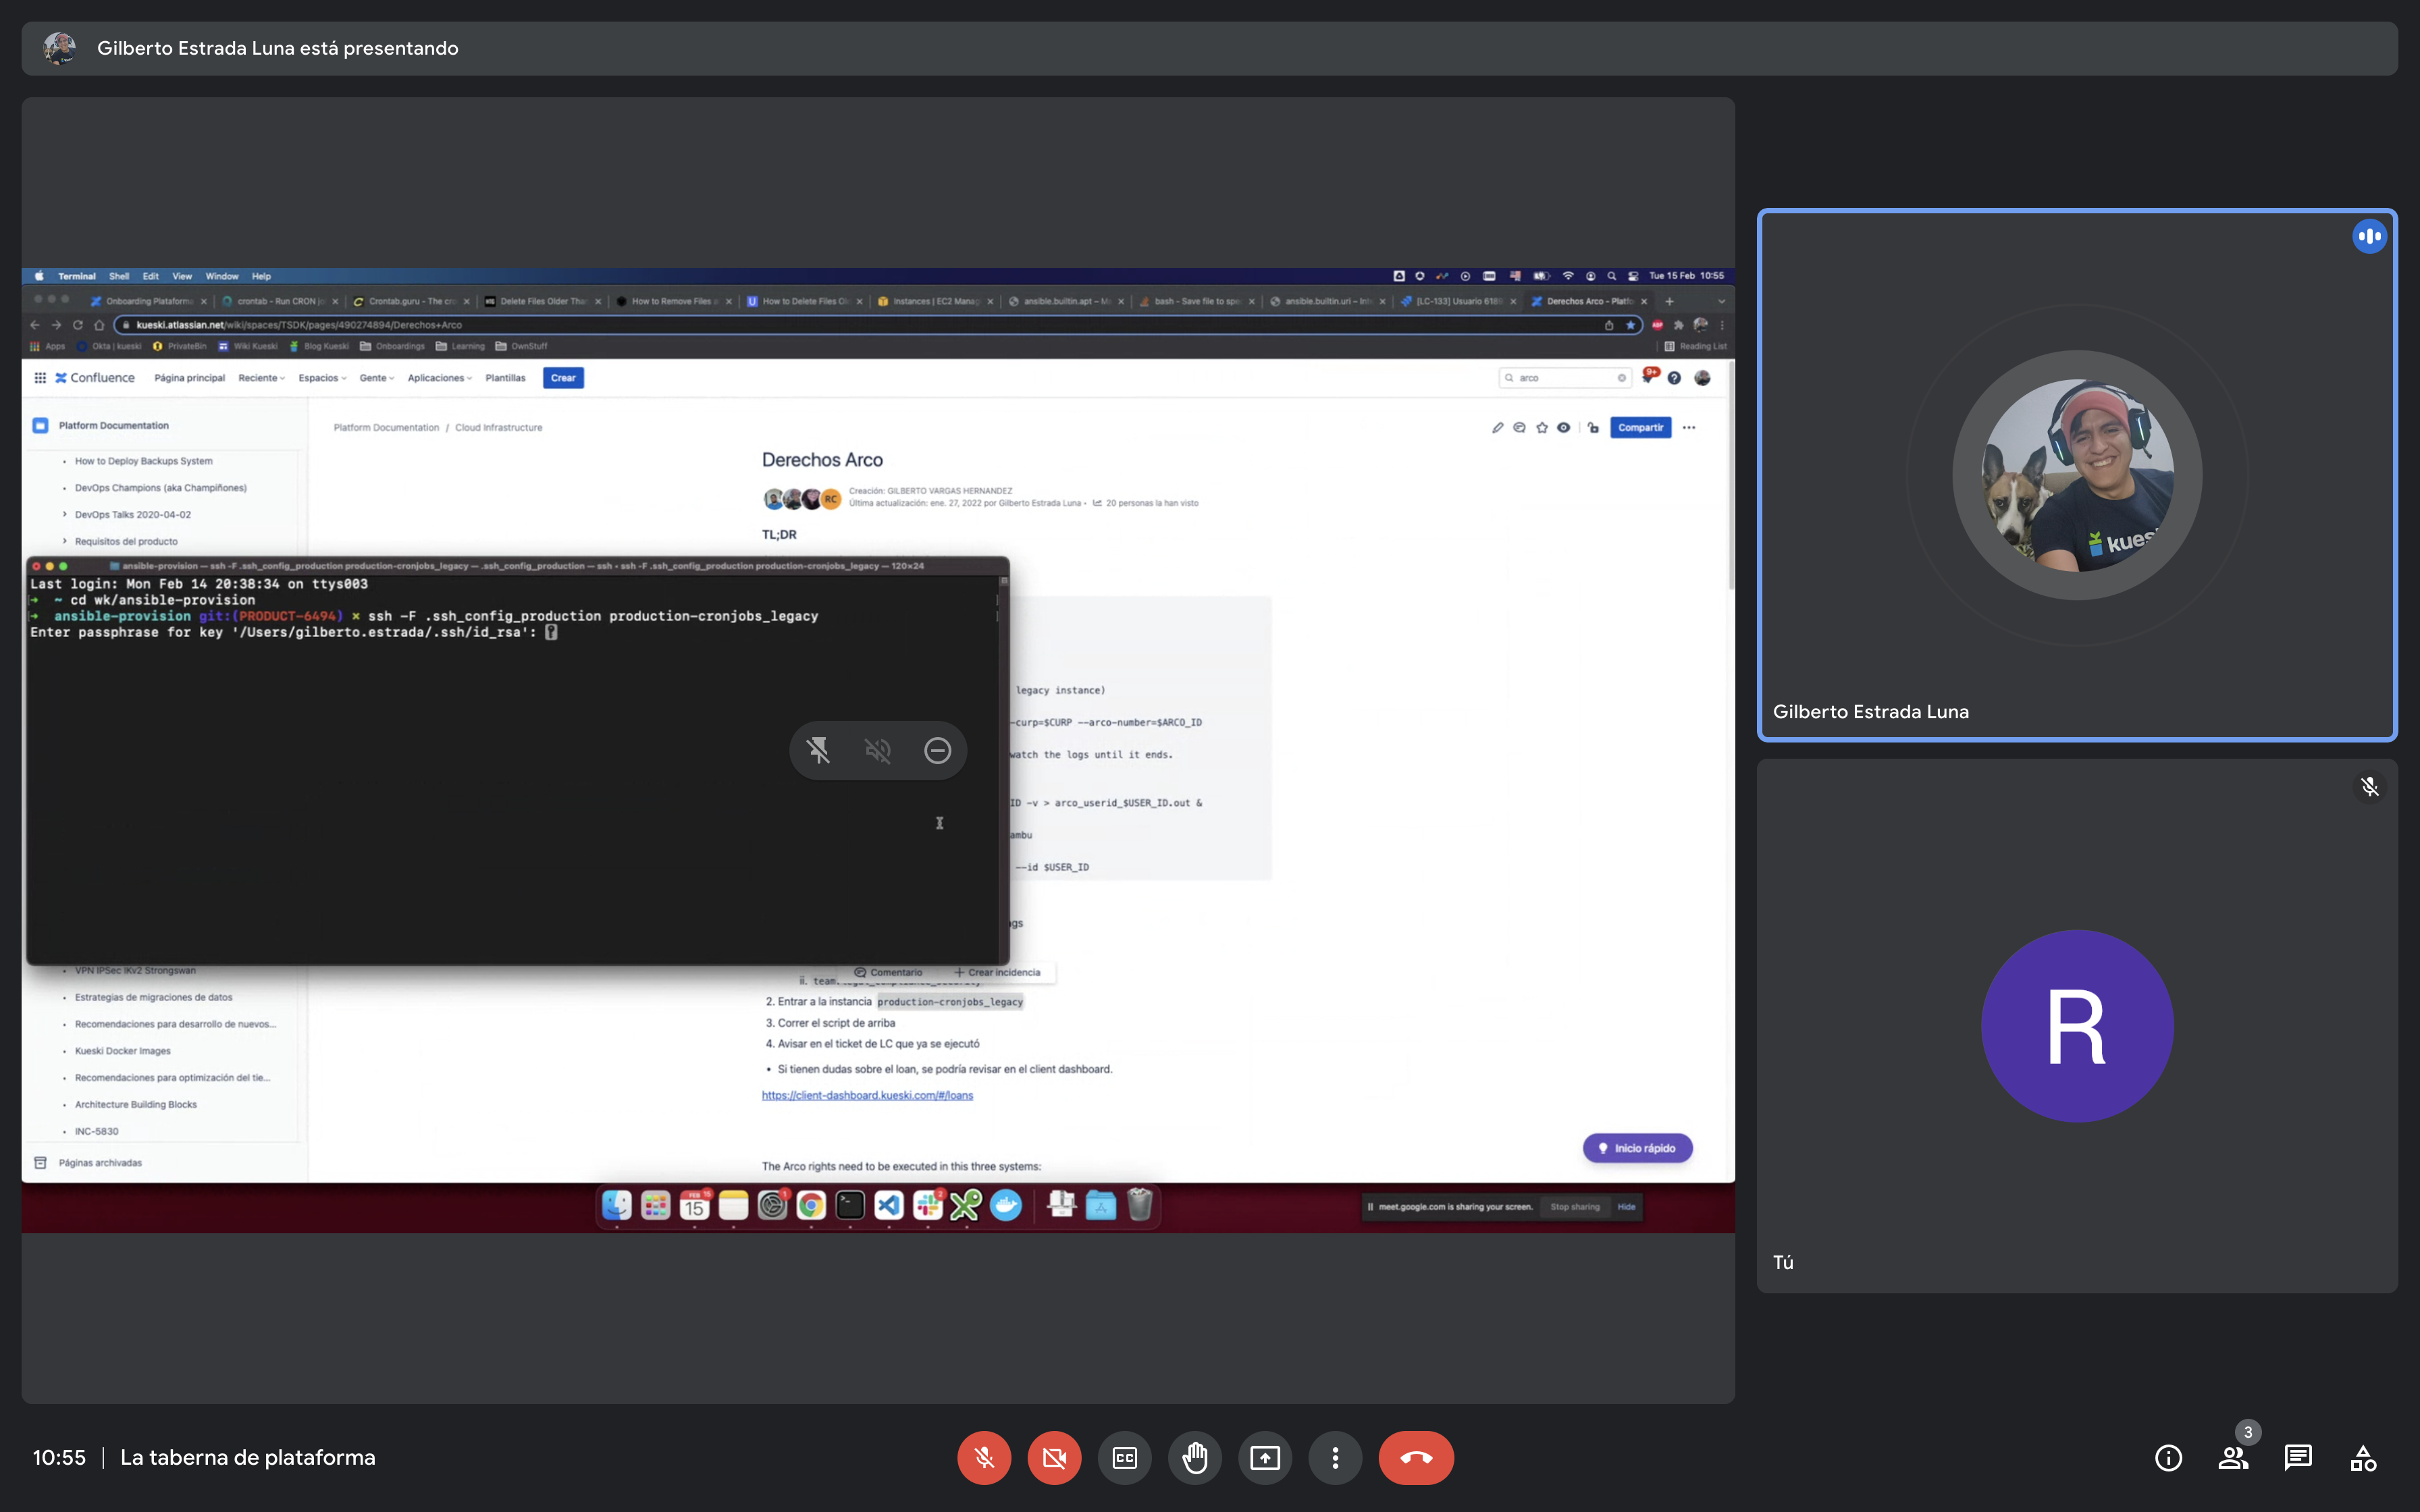 Gilberto Estrada Luna está presentando
Terminal Shell Edit View Window Help
Tue 15 Feb 10:55
Onboarding Plataforma
crontab - Run CRON jo
Crontab.guru - The cro
Delete Files Older Than
How to Remove Files a
How to Delete Files Ol
Instances | EC2 Manag
ansible.builtin.apt – M
bash - Save file to spe
ansible.builtin.uri – Int
[LC-133] Usuario 618
Derechos Arco - Platfo
kueski.atlassian.net/wiki/spaces/TSDK/pages/490274894/Derechos+Arco
Apps Okta | kueski PrivateBin Wiki Kueski Blog Kueski Onboardings Learning OwnStuff
Reading List
Confluence Página principal Reciente Espacios Gente Aplicaciones Plantillas Crear
arco
9+
Platform Documentation
Platform Documentation / Cloud Infrastructure
Compartir
How to Deploy Backups System
DevOps Champions (aka Champiñones)
DevOps Talks 2020-04-02
Requisitos del producto
Derechos Arco
RC
Creación: GILBERTO VARGAS HERNANDEZ
Última actualización: ene. 27, 2022 por Gilberto Estrada Luna • 20 personas la han visto
TL;DR
ansible-provision — ssh -F .ssh_config_production production-cronjobs_legacy — .ssh_config_production — ssh • ssh -F .ssh_config_production production-cronjobs_legacy — 120×24
Last login: Mon Feb 14 20:38:34 on ttys003
➜ ~ cd wk/ansible-provision
➜ ansible-provision git:(PRODUCT-6494) × ssh -F .ssh_config_production production-cronjobs_legacy
Enter passphrase for key '/Users/gilberto.estrada/.ssh/id_rsa':
legacy instance)
-curp=$CURP --arco-number=$ARCO_ID
watch the logs until it ends.
ID -v > arco_userid_$USER_ID.out &
ambu
--id $USER_ID
ags
Comentario Crear incidencia
ii.
2. Entrar a la instancia production-cronjobs_legacy
3. Correr el script de arriba
4. Avisar en el ticket de LC que ya se ejecutó
• Si tienen dudas sobre el loan, se podría revisar en el client dashboard.
https://client-dashboard.kueski.com/#/loans
The Arco rights need to be executed in this three systems:
VPN IPSec IKv2 Strongswan
Estrategias de migraciones de datos
Recomendaciones para desarrollo de nuevos...
Kueski Docker Images
Recomendaciones para optimización del tie...
Architecture Building Blocks
INC-5830
Páginas archivadas
Inicio rápido
FEB 15
15
1
2
meet.google.com is sharing your screen. Stop sharing Hide
kueski
Gilberto Estrada Luna
R
Tú
10:55 | La taberna de plataforma
CC
3